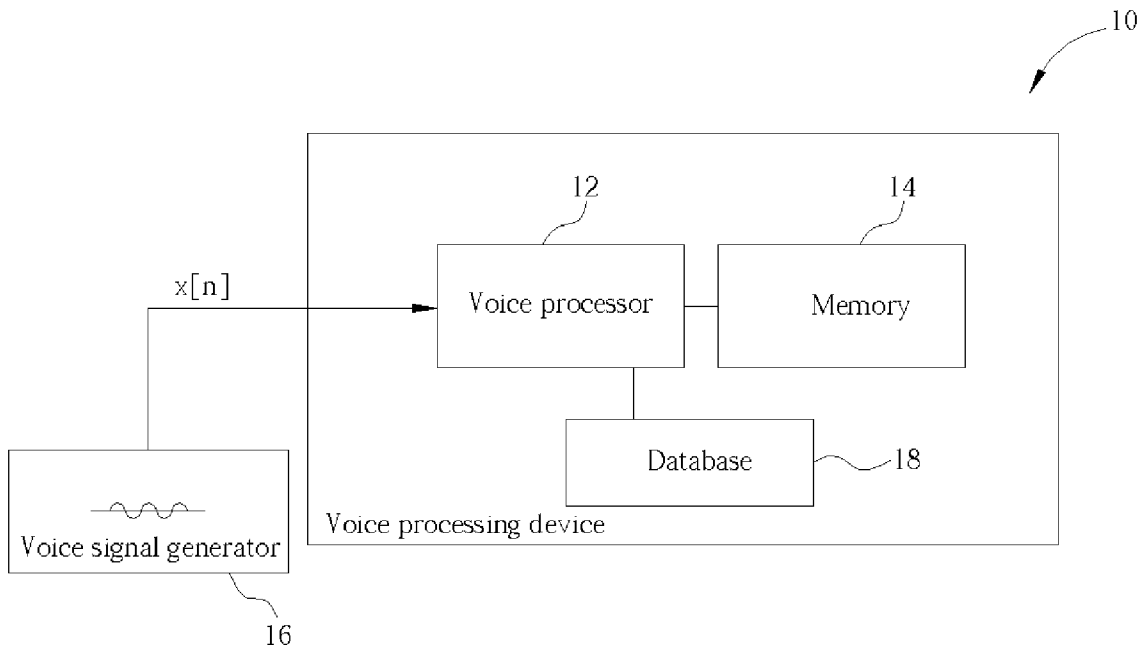 10
12
14
x[n]
Voice processor
Memory
Database
18
Voice processing device
Voice signal generator
16